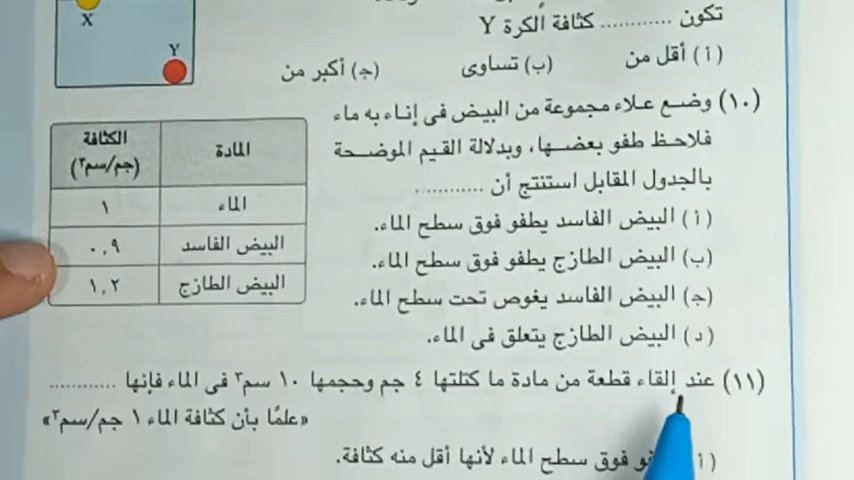 تكون ............ كثافة الكرة Y
(أ) أقل من (ب) تساوى (ج) أكبر من
X
Y
(١٠) وضع علاء مجموعة من البيض فى إناء به ماء
فلاحظ طفو بعضها، وبدلالة القيم الموضحة
بالجدول المقابل استنتج أن ............
(أ) البيض الفاسد يطفو فوق سطح الماء.
(ب) البيض الطازج يطفو فوق سطح الماء.
(ج) البيض الفاسد يغوص تحت سطح الماء.
(د) البيض الطازج يتعلق فى الماء.
المادة الكثافة (جم/سم٣)
الماء ١
البيض الفاسد ٠,٩
البيض الطازج ١,٢
(١١) عند إلقاء قطعة من مادة ما كتلتها ٤ جم وحجمها ١٠ سم٣ فى الماء فإنها ............
«علمًا بأن كثافة الماء ١ جم/سم٣»
(أ) فوق سطح الماء لأنها أقل منه كثافة.